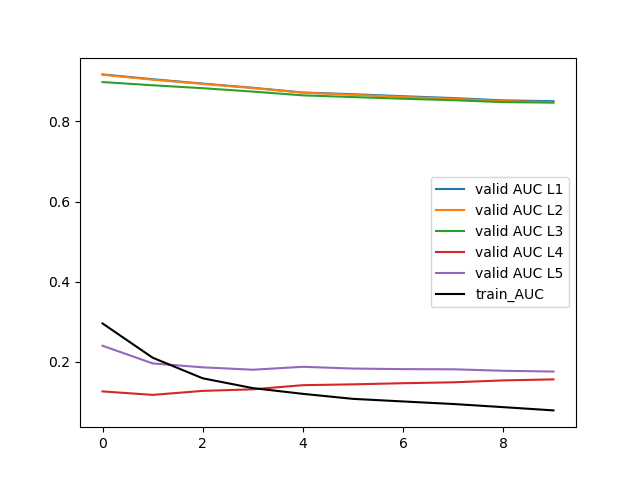 0.8
0.6
0.4
0.2
0 2 4 6 8
valid AUC L1
valid AUC L2
valid AUC L3
valid AUC L4
valid AUC L5
train_AUC